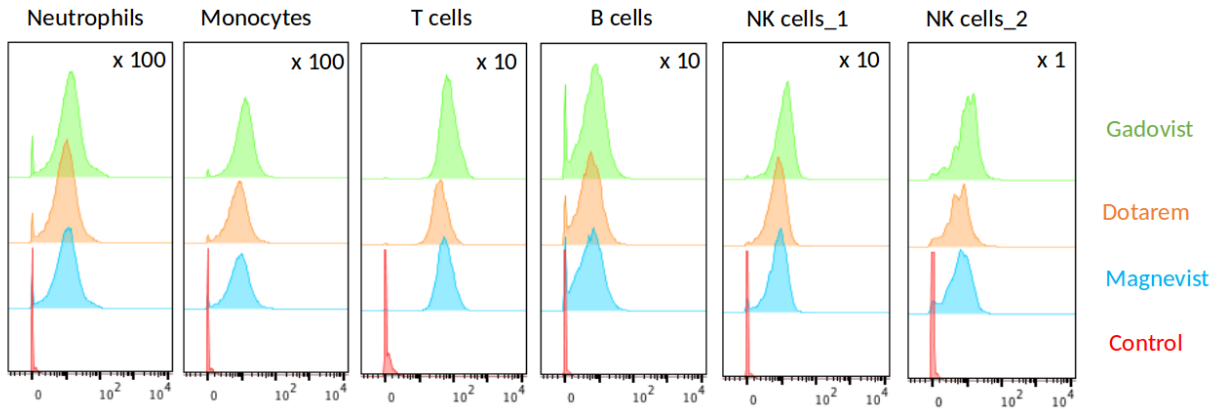 Neutrophils Monocytes T cells B cells NK cells_1 NK cells_2
x 100 x 100 x 10 x 10 x 10 x 1
Gadovist
Dotarem
Magnevist
Control
0 10² 10⁴ 0 10² 10⁴ 0 10² 10⁴ 0 10² 10⁴ 0 10² 10⁴ 0 10² 10⁴